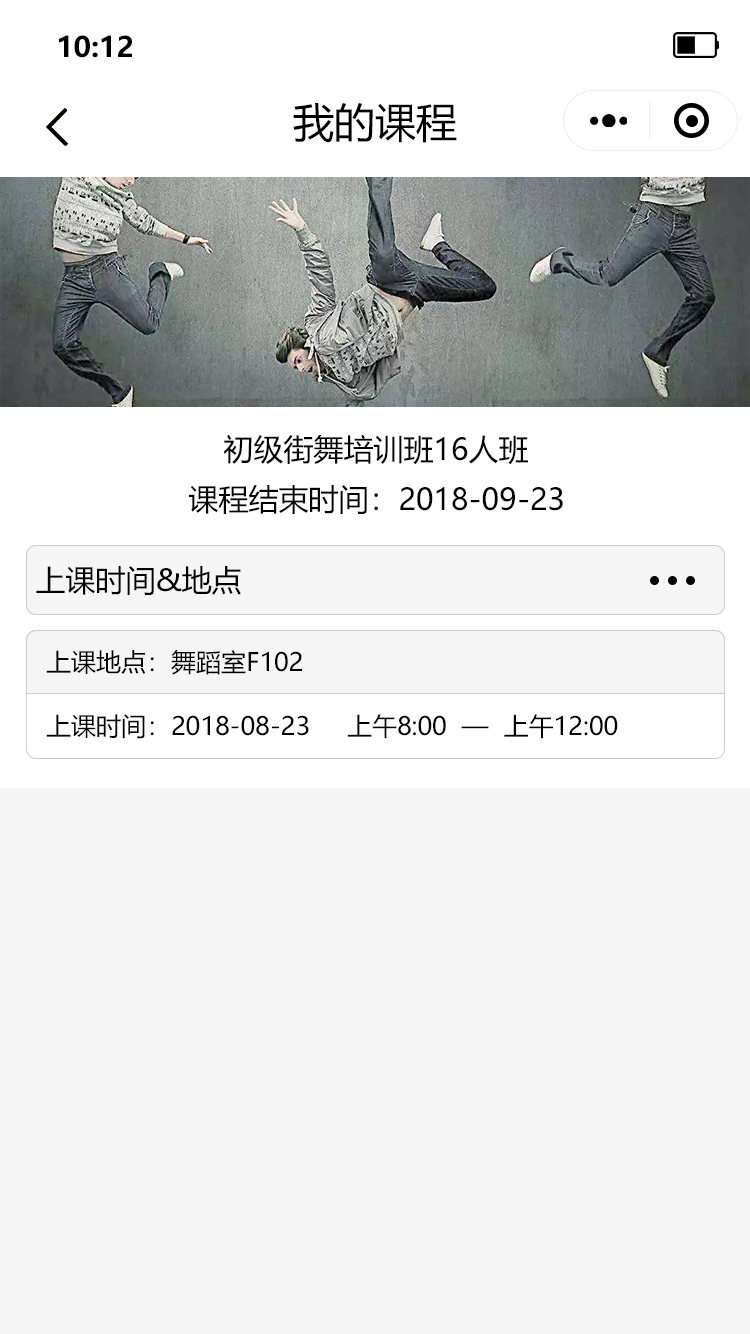 10:12
我的课程
初级街舞培训班16人班
课程结束时间：2018-09-23
上课时间&地点
上课地点：舞蹈室F102
上课时间：2018-08-23 上午8:00 — 上午12:00